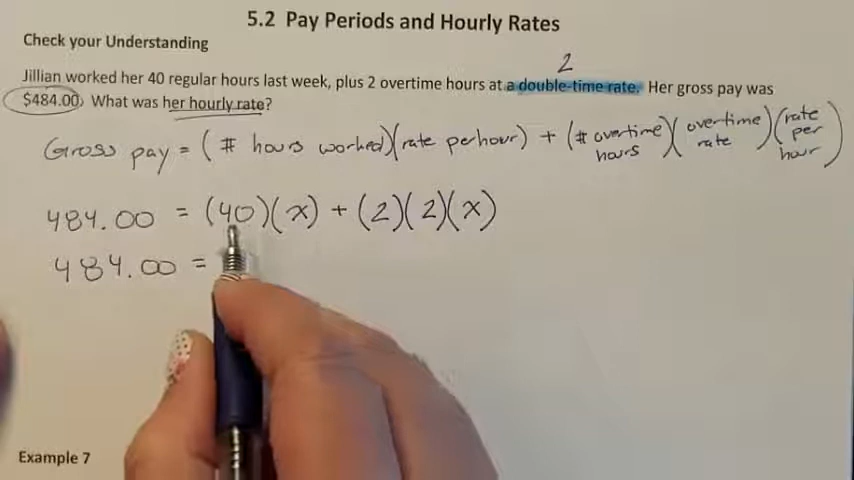 5.2 Pay Periods and Hourly Rates
Check your Understanding
2
Jillian worked her 40 regular hours last week, plus 2 overtime hours at a double-time rate. Her gross pay was
$484.00. What was her hourly rate?
Gross pay = (# hours worked)(rate per hour) + (# overtime hours)(overtime rate)(rate per hour)
484.00 = (40)(x) + (2)(2)(x)
484.00 =
Example 7